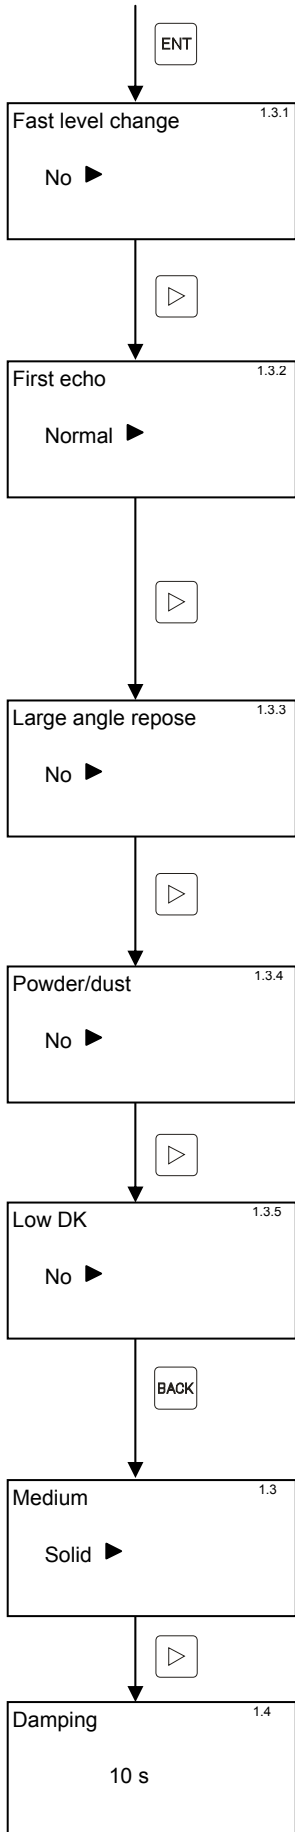 ENT
Fast level change 1.3.1
No
First echo 1.3.2
Normal
Large angle repose 1.3.3
No
Powder/dust 1.3.4
No
Low DK 1.3.5
No
BACK
Medium 1.3
Solid
Damping 1.4
10 s